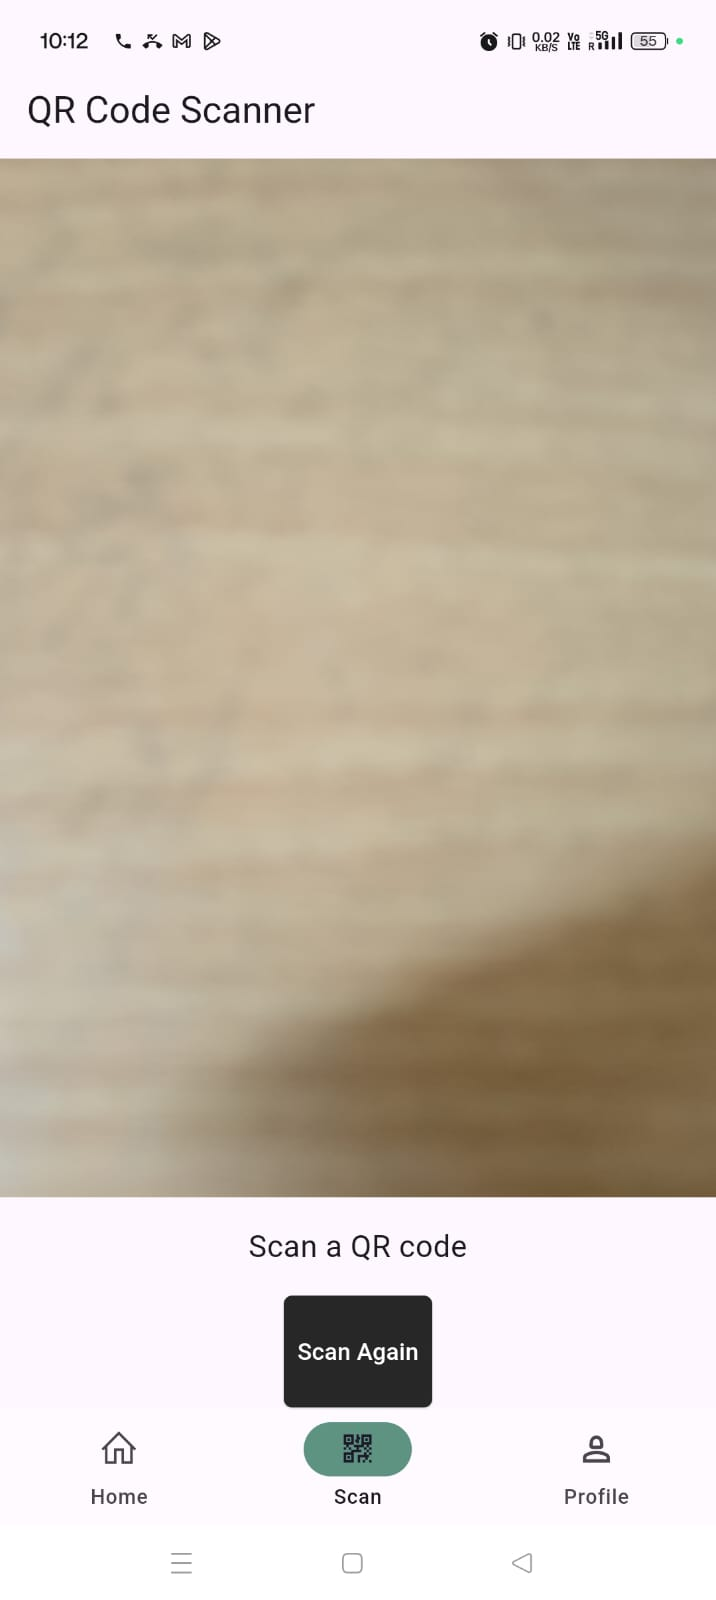 10:12
0.02
KB/S
Vo
LTE
5G
R
55
QR Code Scanner
Scan a QR code
Scan Again
Home
Scan
Profile